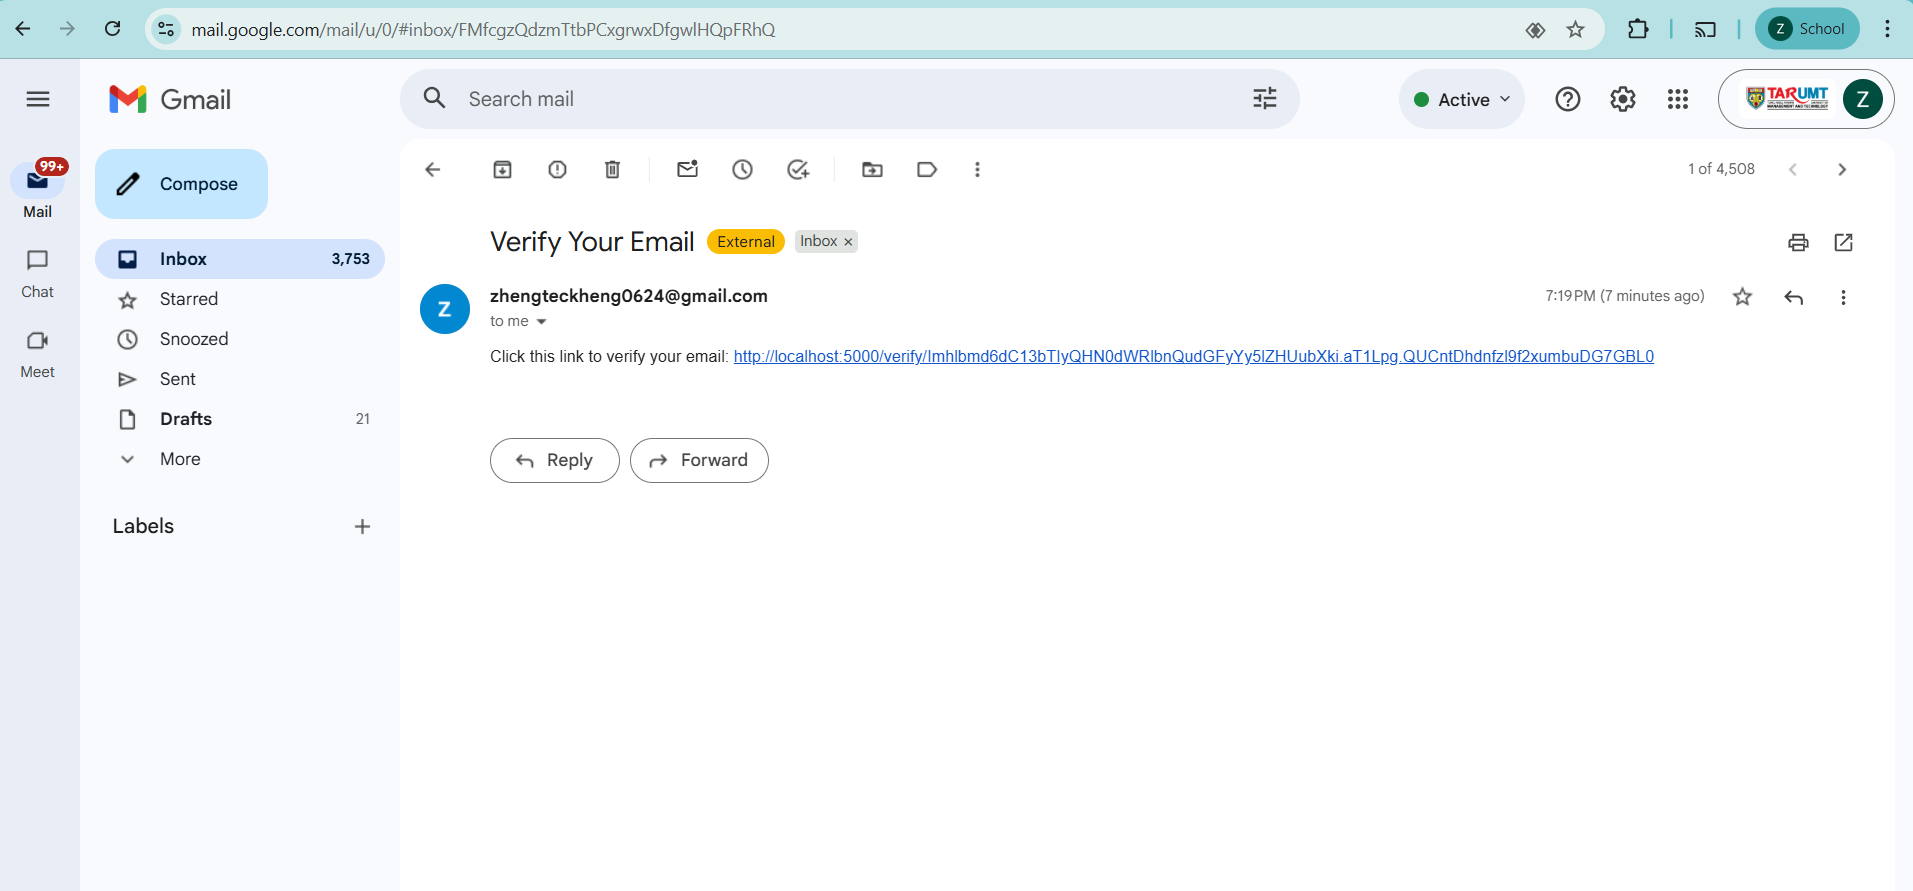 mail.google.com/mail/u/0/#inbox/FMfcgzQdzmTtbPCxgrwxDfgwlHQpFRhQ
Z School
Gmail
Search mail
Active
TARUMT
Z
99+
Mail
Chat
Meet
Compose
Inbox 3,753
Starred
Snoozed
Sent
Drafts 21
More
Labels
1 of 4,508
Verify Your Email External Inbox ×
Z
zhengteckheng0624@gmail.com
7:19 PM (7 minutes ago)
to me
Click this link to verify your email: http://localhost:5000/verify/Imhlbmd6dC13bTIyQHN0dWRlbnQudGFyYy5lZHUubXki.aT1Lpg.QUCntDhdnfzl9f2xumbuDG7GBL0
Reply
Forward